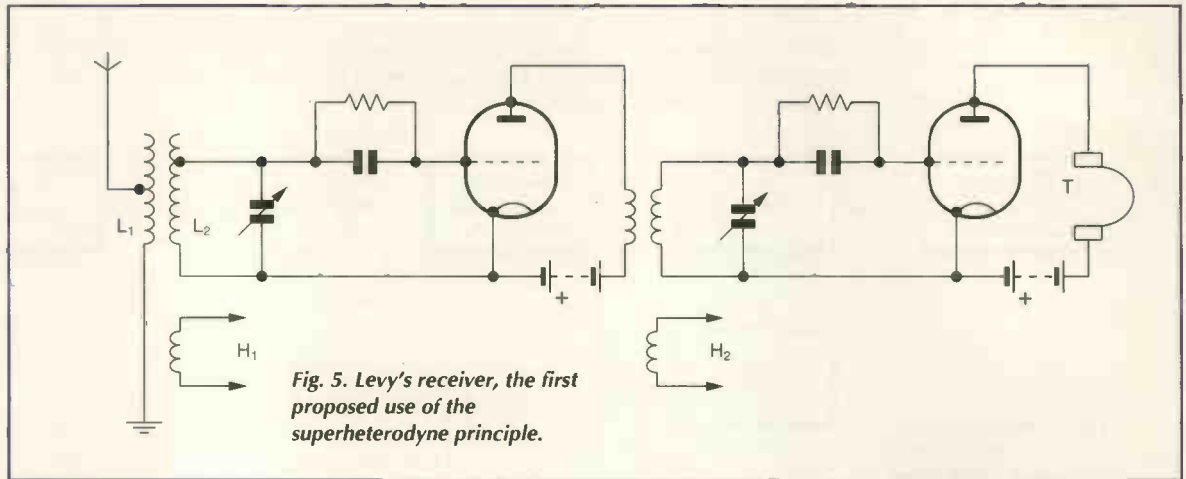 L₁
L₂
T
+
+
H₁
H₂
Fig. 5. Levy's receiver, the first
proposed use of the
superheterodyne principle.